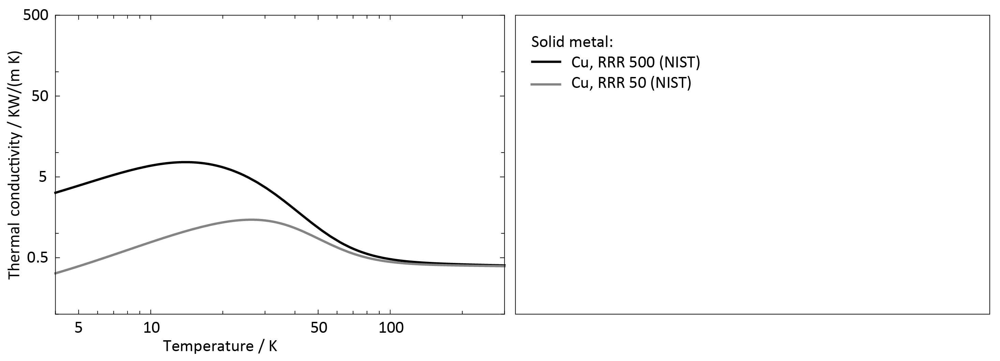 500
50
5
0.5
Thermal conductivity / KW/(m K)
5
10
50
100
Temperature / K
Solid metal:
Cu, RRR 500 (NIST)
Cu, RRR 50 (NIST)